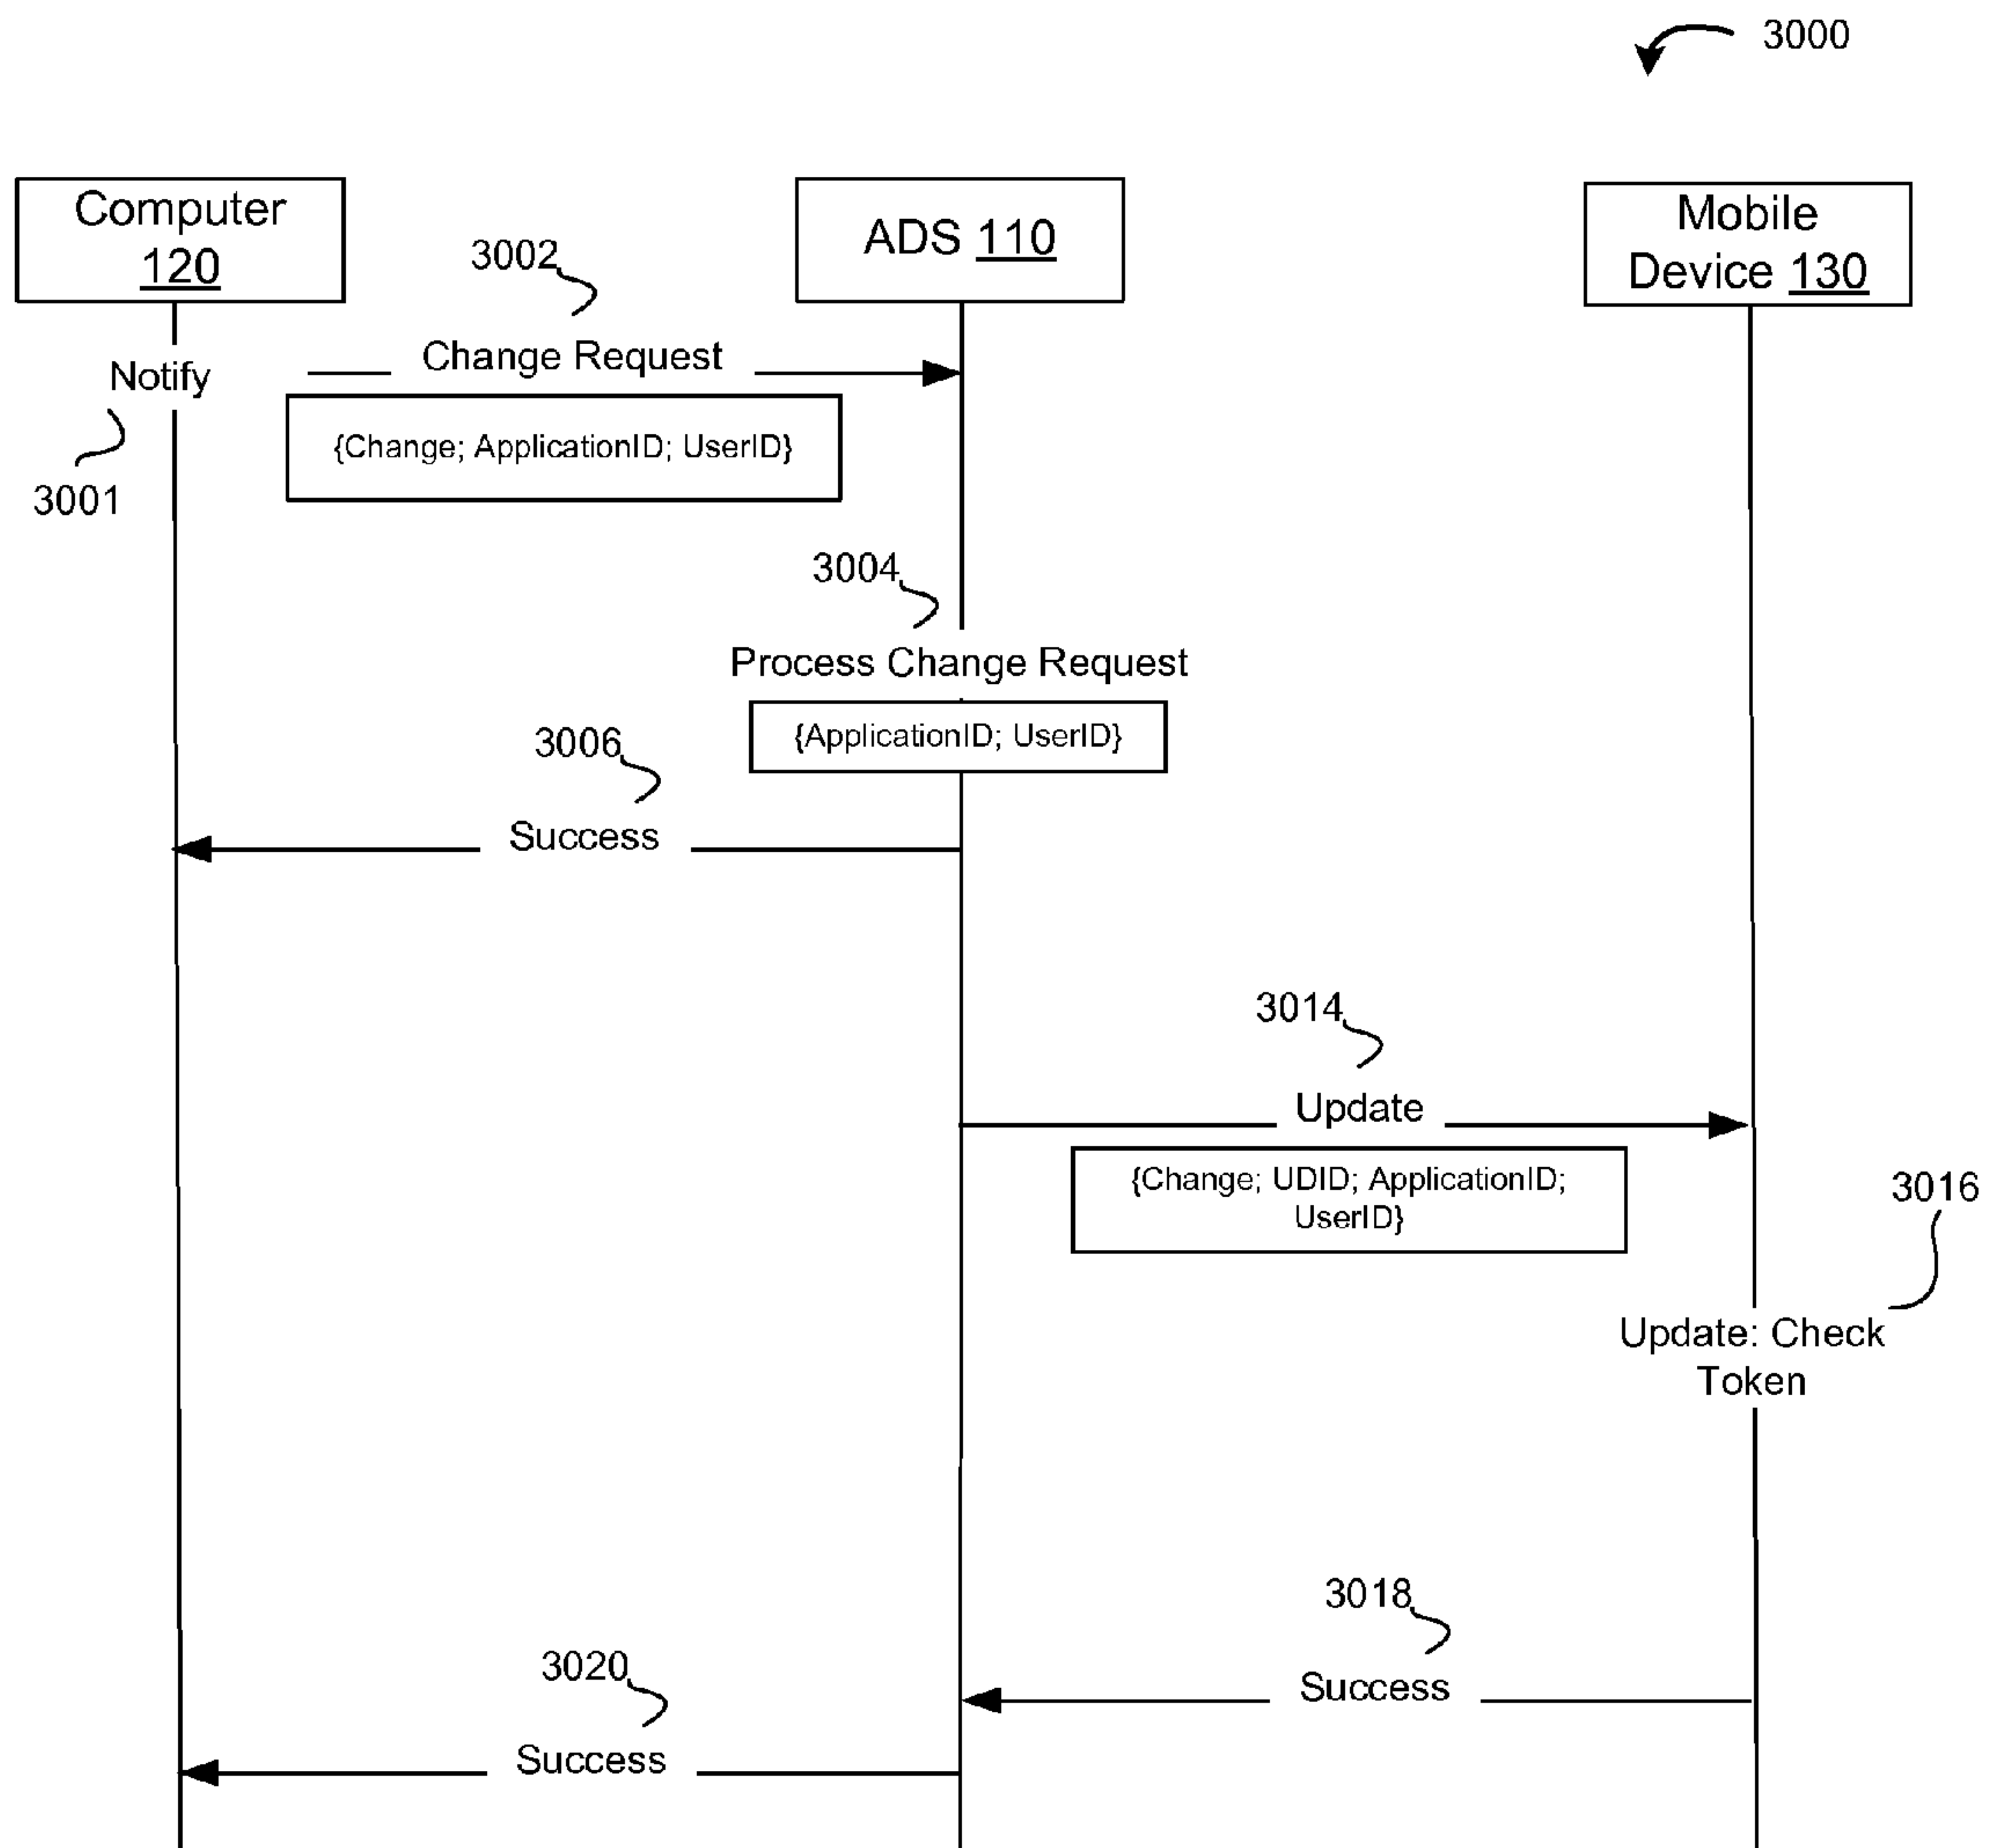 3000
Computer
120
ADS 110
Mobile
Device 130
3002
Change Request
Notify
{Change; ApplicationID; UserID}
3001
3004
Process Change Request
{ApplicationID; UserID}
3006
Success
3014
Update
{Change; UDID; ApplicationID;
UserID}
3016
Update: Check
Token
3018
Success
3020
Success